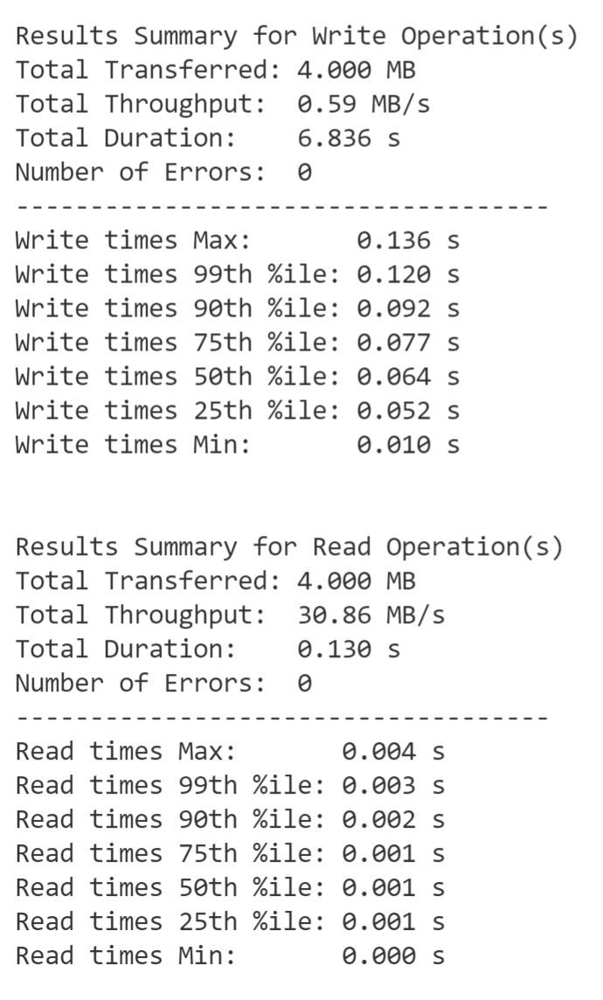 Results Summary for Write Operation(s)
Total Transferred: 4.000 MB
Total Throughput:  0.59 MB/s
Total Duration:    6.836 s
Number of Errors:  0
------------------------------------
Write times Max:       0.136 s
Write times 99th %ile: 0.120 s
Write times 90th %ile: 0.092 s
Write times 75th %ile: 0.077 s
Write times 50th %ile: 0.064 s
Write times 25th %ile: 0.052 s
Write times Min:       0.010 s
Results Summary for Read Operation(s)
Total Transferred: 4.000 MB
Total Throughput:  30.86 MB/s
Total Duration:    0.130 s
Number of Errors:  0
------------------------------------
Read times Max:       0.004 s
Read times 99th %ile: 0.003 s
Read times 90th %ile: 0.002 s
Read times 75th %ile: 0.001 s
Read times 50th %ile: 0.001 s
Read times 25th %ile: 0.001 s
Read times Min:       0.000 s